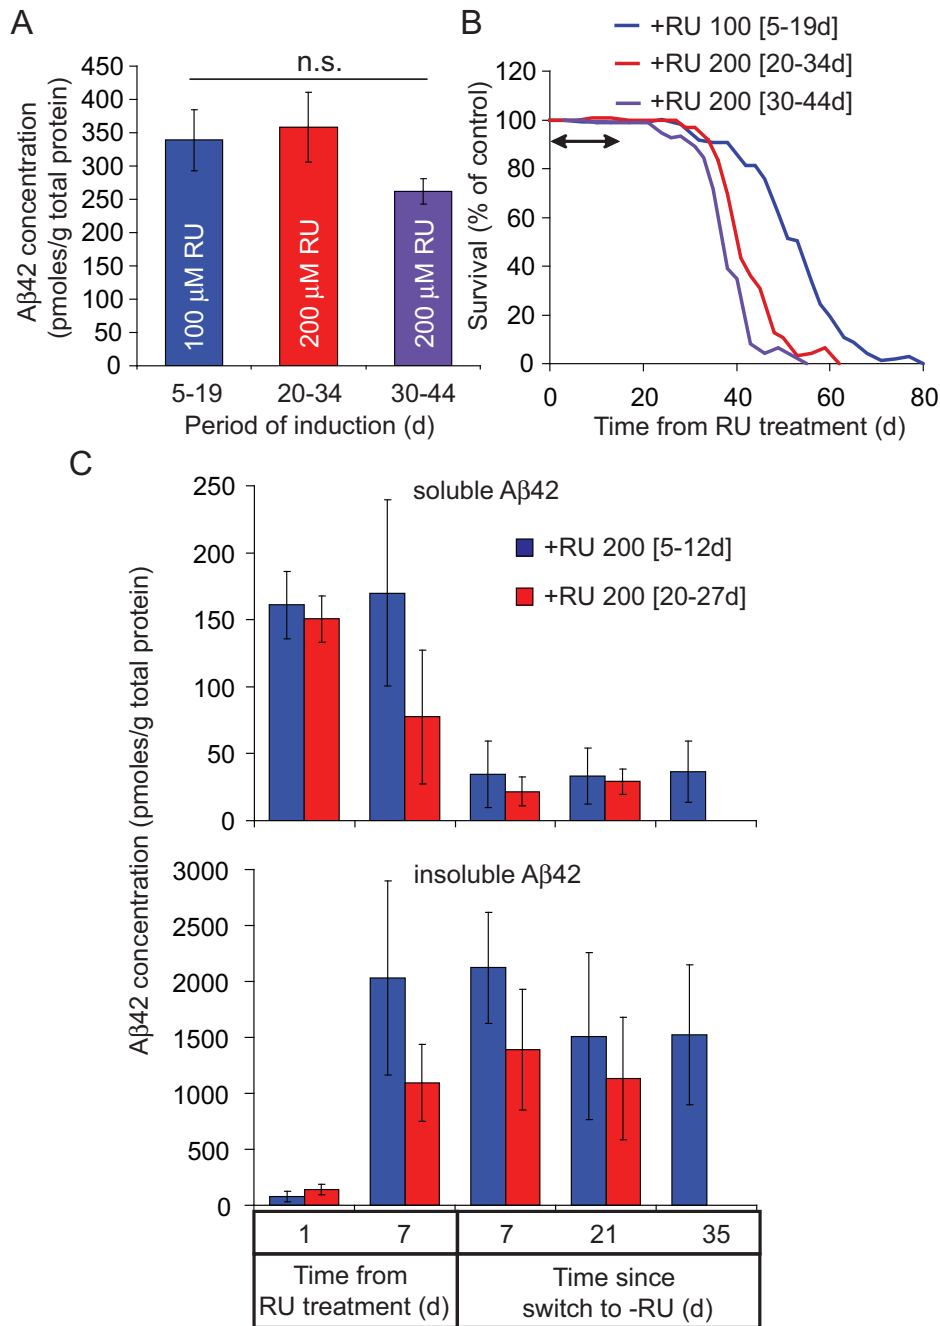 A
Aβ42 concentration
(pmoles/g total protein)
450
400
350
300
250
200
150
100
50
0
n.s.
100 μM RU
200 μM RU
200 μM RU
5-19
20-34
30-44
Period of induction (d)
B
+RU 100 [5-19d]
+RU 200 [20-34d]
+RU 200 [30-44d]
Survival (% of control)
120
100
80
60
40
20
0
0
20
40
60
80
Time from RU treatment (d)
C
Aβ42 concentration (pmoles/g total protein)
soluble Aβ42
+RU 200 [5-12d]
+RU 200 [20-27d]
250
200
150
100
50
0
insoluble Aβ42
3000
2500
2000
1500
1000
500
0
1
7
7
21
35
Time from
RU treatment (d)
Time since
switch to -RU (d)